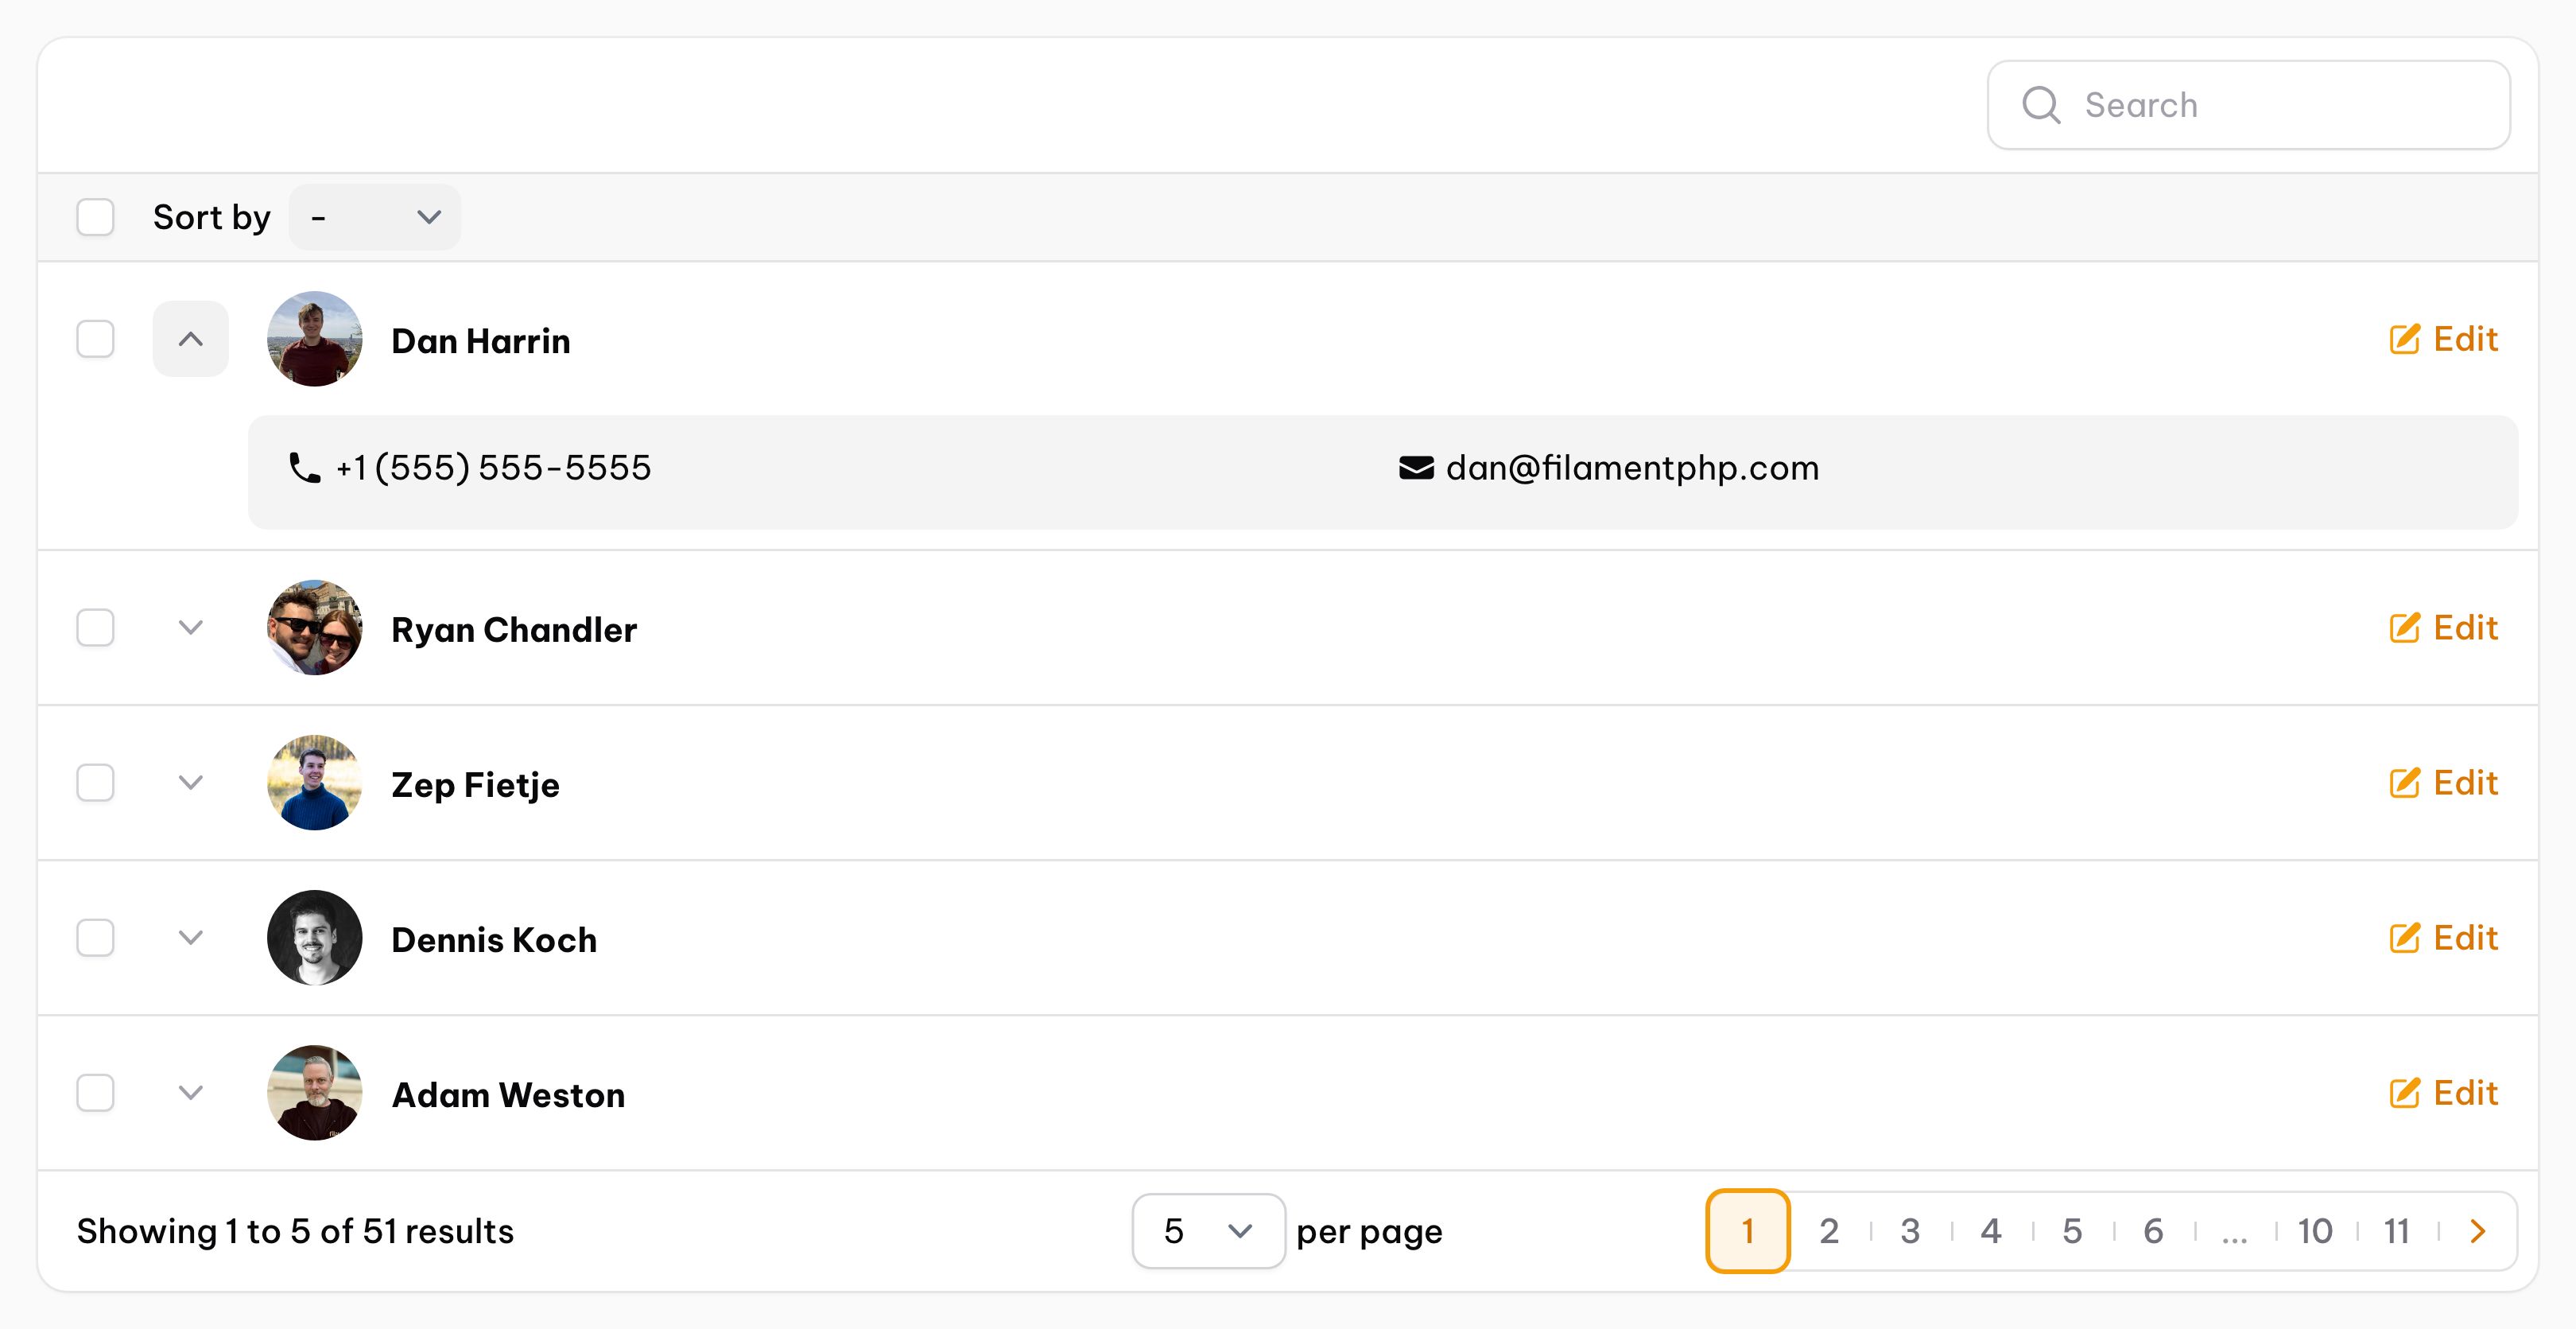 Search
Sort by -
Dan Harrin Edit
+1 (555) 555-5555 dan@filamentphp.com
Ryan Chandler Edit
Zep Fietje Edit
Dennis Koch Edit
Adam Weston Edit
Showing 1 to 5 of 51 results 5 per page 1 2 3 4 5 6 ... 10 11